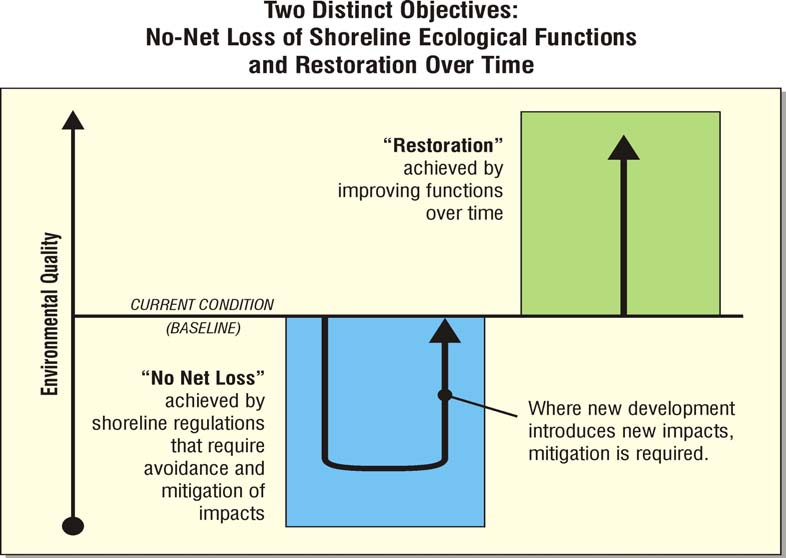 Two Distinct Objectives:
No-Net Loss of Shoreline Ecological Functions
and Restoration Over Time
“Restoration”
achieved by
improving functions
over time
Environmental Quality
CURRENT CONDITION
(BASELINE)
“No Net Loss”
achieved by
shoreline regulations
that require
avoidance and
mitigation of
impacts
Where new development
introduces new impacts,
mitigation is required.